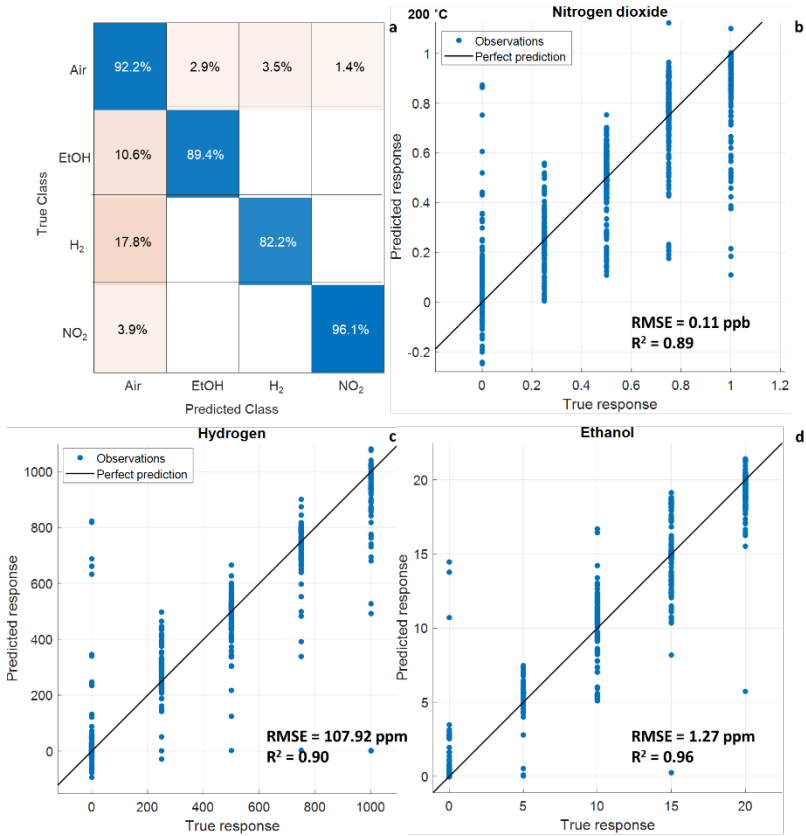 a
Air
92.2%
2.9%
3.5%
1.4%
EtOH
10.6%
89.4%
H₂
17.8%
82.2%
NO₂
3.9%
96.1%
Air
EtOH
H₂
NO₂
True Class
Predicted Class
200 °C
Nitrogen dioxide
b
Observations
Perfect prediction
1
0.8
0.6
0.4
0.2
0
-0.2
Predicted response
RMSE = 0.11 ppb
R² = 0.89
0
0.2
0.4
0.6
0.8
1
1.2
True response
Hydrogen
c
Observations
Perfect prediction
1000
800
600
400
200
0
Predicted response
RMSE = 107.92 ppm
R² = 0.90
0
200
400
600
800
1000
True response
Ethanol
d
20
15
10
5
0
Predicted response
RMSE = 1.27 ppm
R² = 0.96
0
5
10
15
20
True response